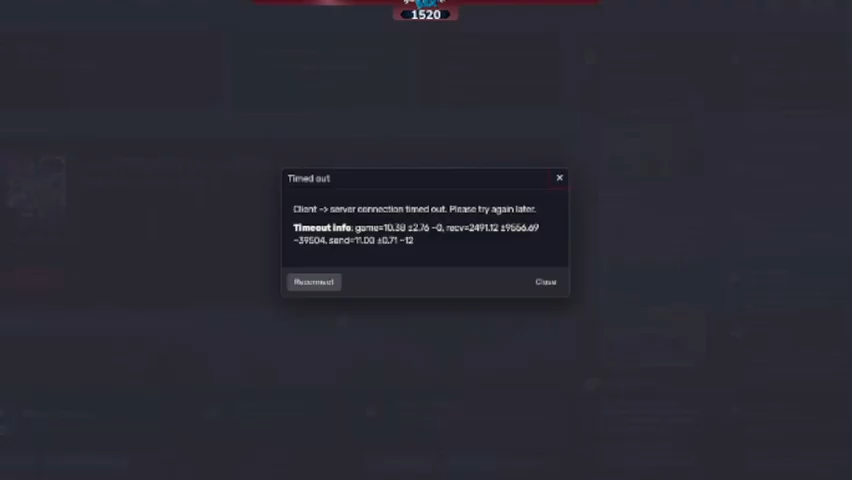 1520
Timed out
Client -> server connection timed out. Please try again later.
Timeout info: game=10.38 ±2.76 ~0, recv=2491.12 ±9556.69
~39504, send=11.00 ±0.71 ~12
Reconnect
Close